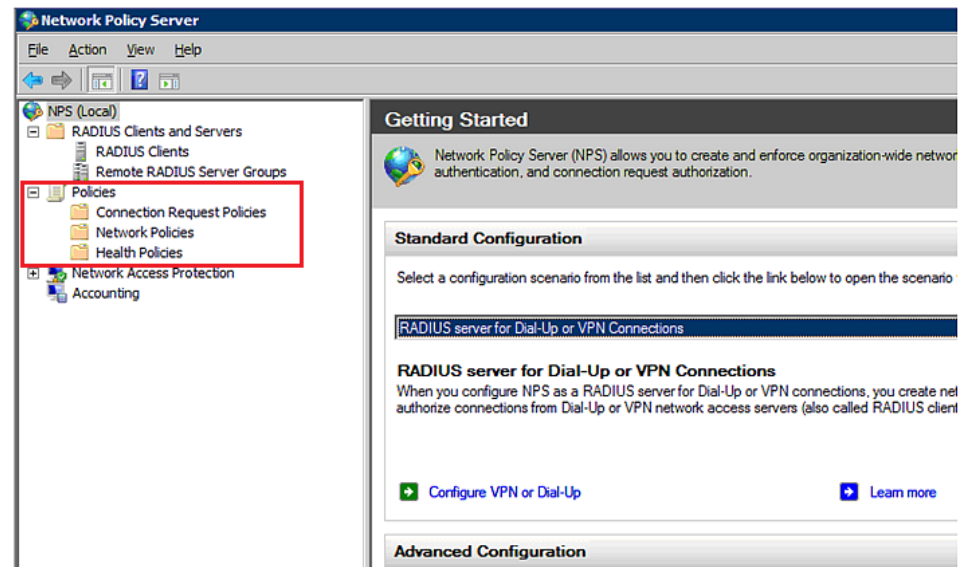 Network Policy Server
File Action View Help
NPS (Local)
RADIUS Clients and Servers
RADIUS Clients
Remote RADIUS Server Groups
Policies
Connection Request Policies
Network Policies
Health Policies
Network Access Protection
Accounting
Getting Started
Network Policy Server (NPS) allows you to create and enforce organization-wide networ
authentication, and connection request authorization.
Standard Configuration
Select a configuration scenario from the list and then click the link below to open the scenario
RADIUS server for Dial-Up or VPN Connections
RADIUS server for Dial-Up or VPN Connections
When you configure NPS as a RADIUS server for Dial-Up or VPN connections, you create net
authorize connections from Dial-Up or VPN network access servers (also called RADIUS client
Configure VPN or Dial-Up
Learn more
Advanced Configuration